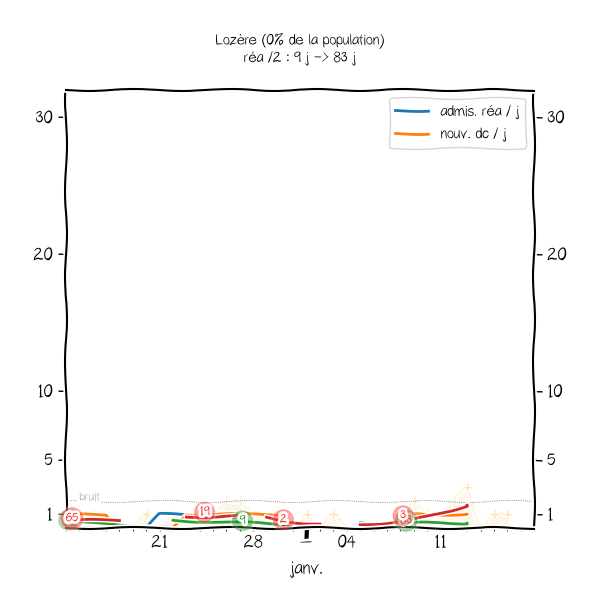 Lozère (0% de la population)
réa /2 : 9 j -> 83 j
admis. réa / j
nouv. dc / j
30 30
20 20
10 10
5 5
... bruit
1 1
65 19 9 2 3
21 28 04 11
janv.